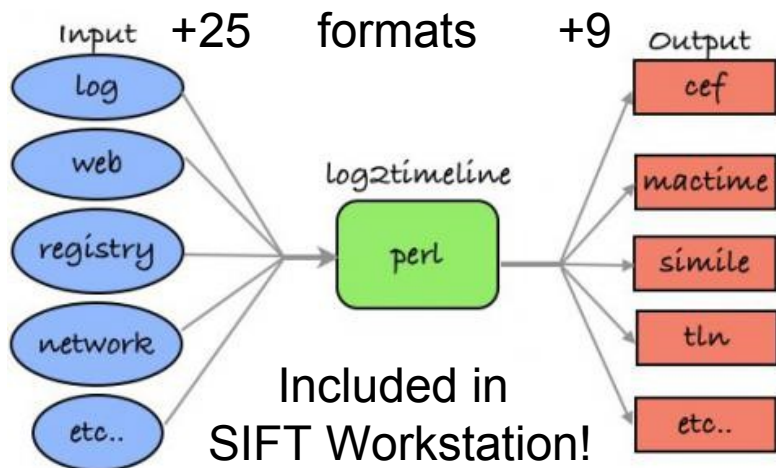 Input +25 formats +9 Output
log
web
registry
network
etc..
log2timeline
perl
cef
mactime
simile
tln
etc..
Included in
SIFT Workstation!